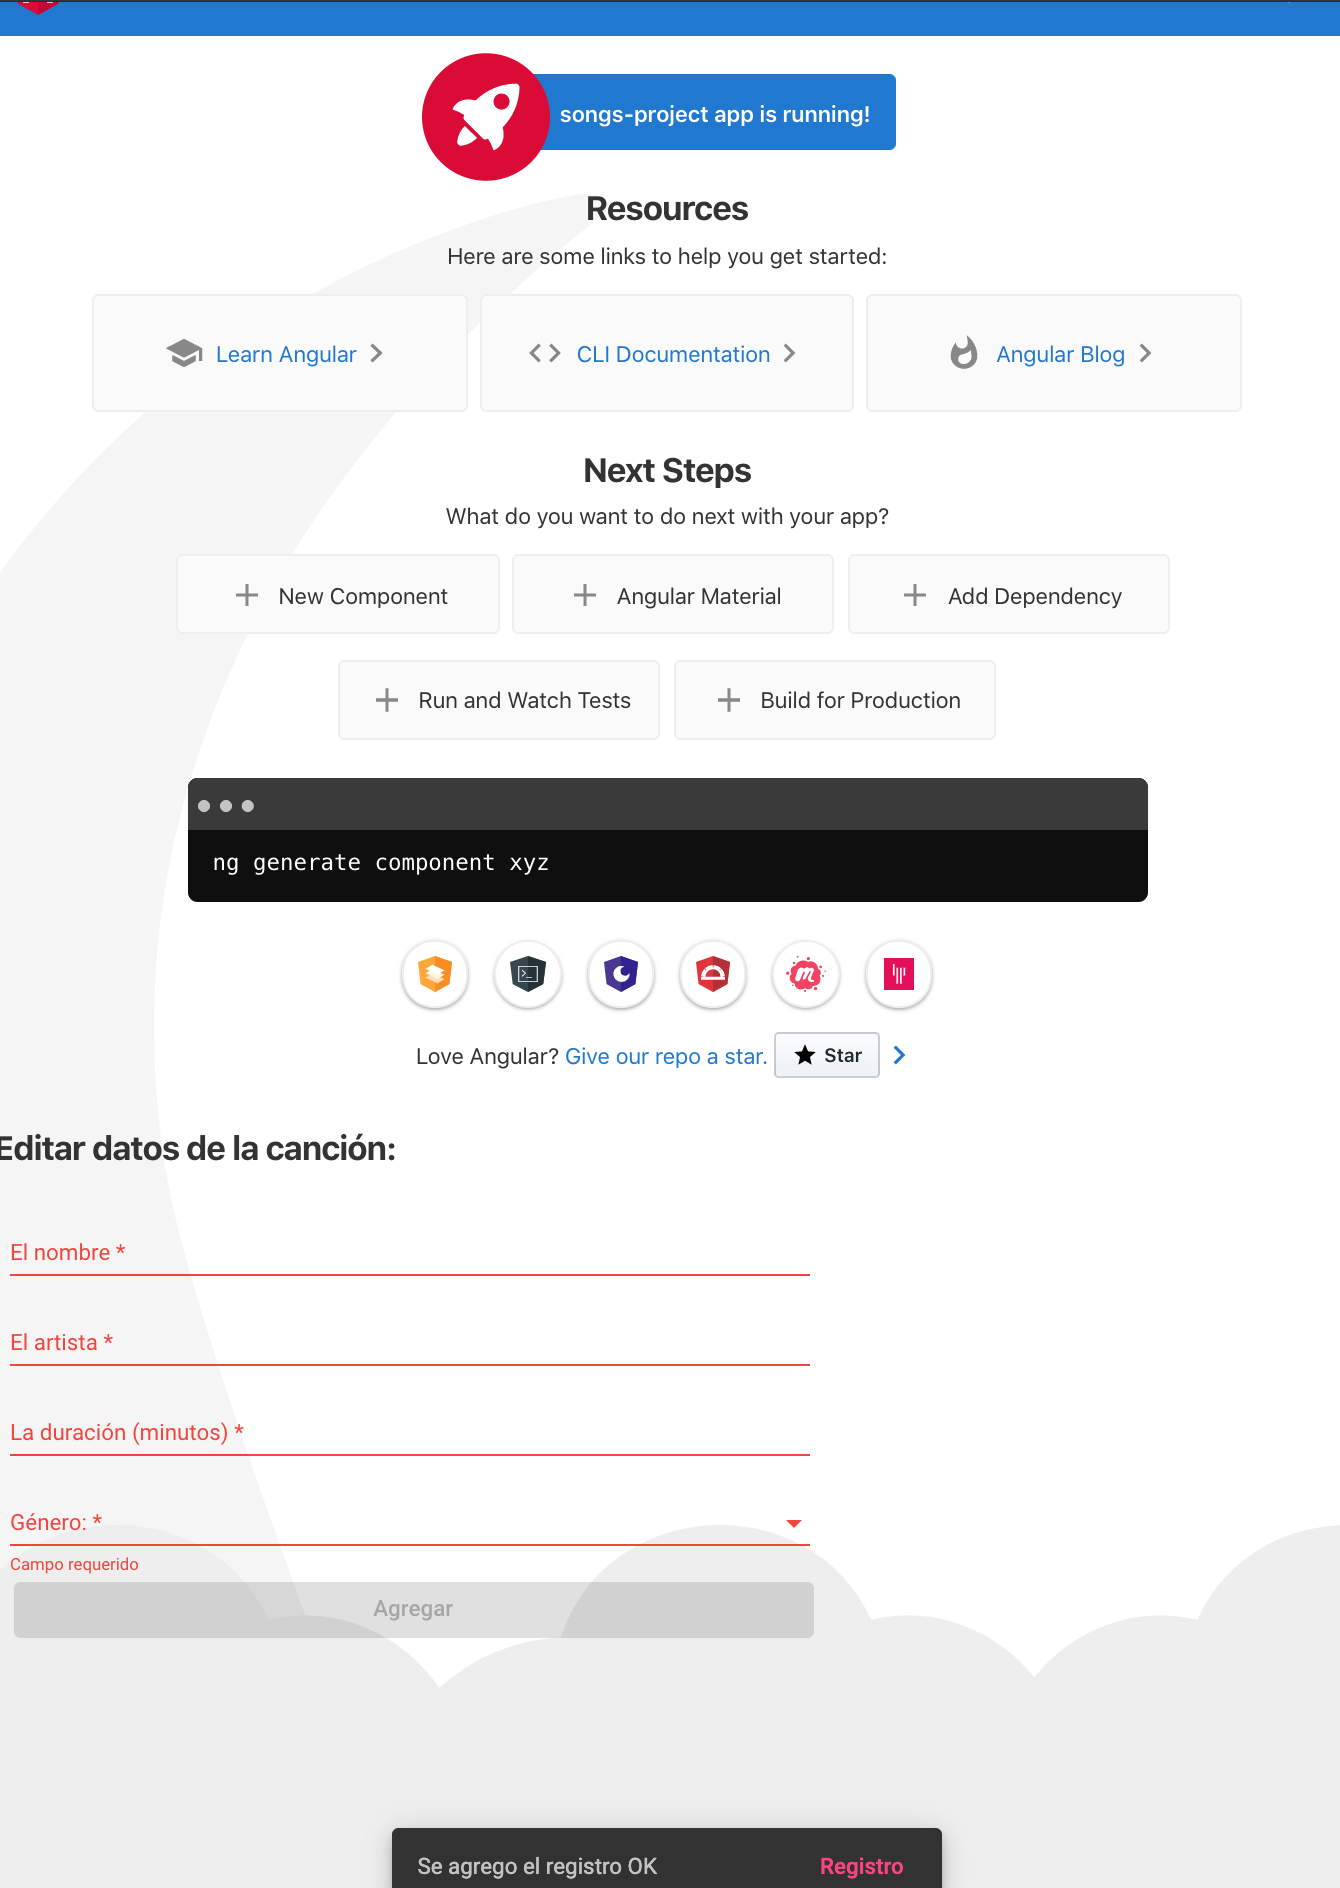 songs-project app is running!
Resources
Here are some links to help you get started:
Learn Angular
CLI Documentation
Angular Blog
Next Steps
What do you want to do next with your app?
New Component
Angular Material
Add Dependency
Run and Watch Tests
Build for Production
ng generate component xyz
Love Angular? Give our repo a star. Star
Editar datos de la canción:
El nombre *
El artista *
La duración (minutos) *
Género: *
Campo requerido
Agregar
Se agrego el registro OK Registro